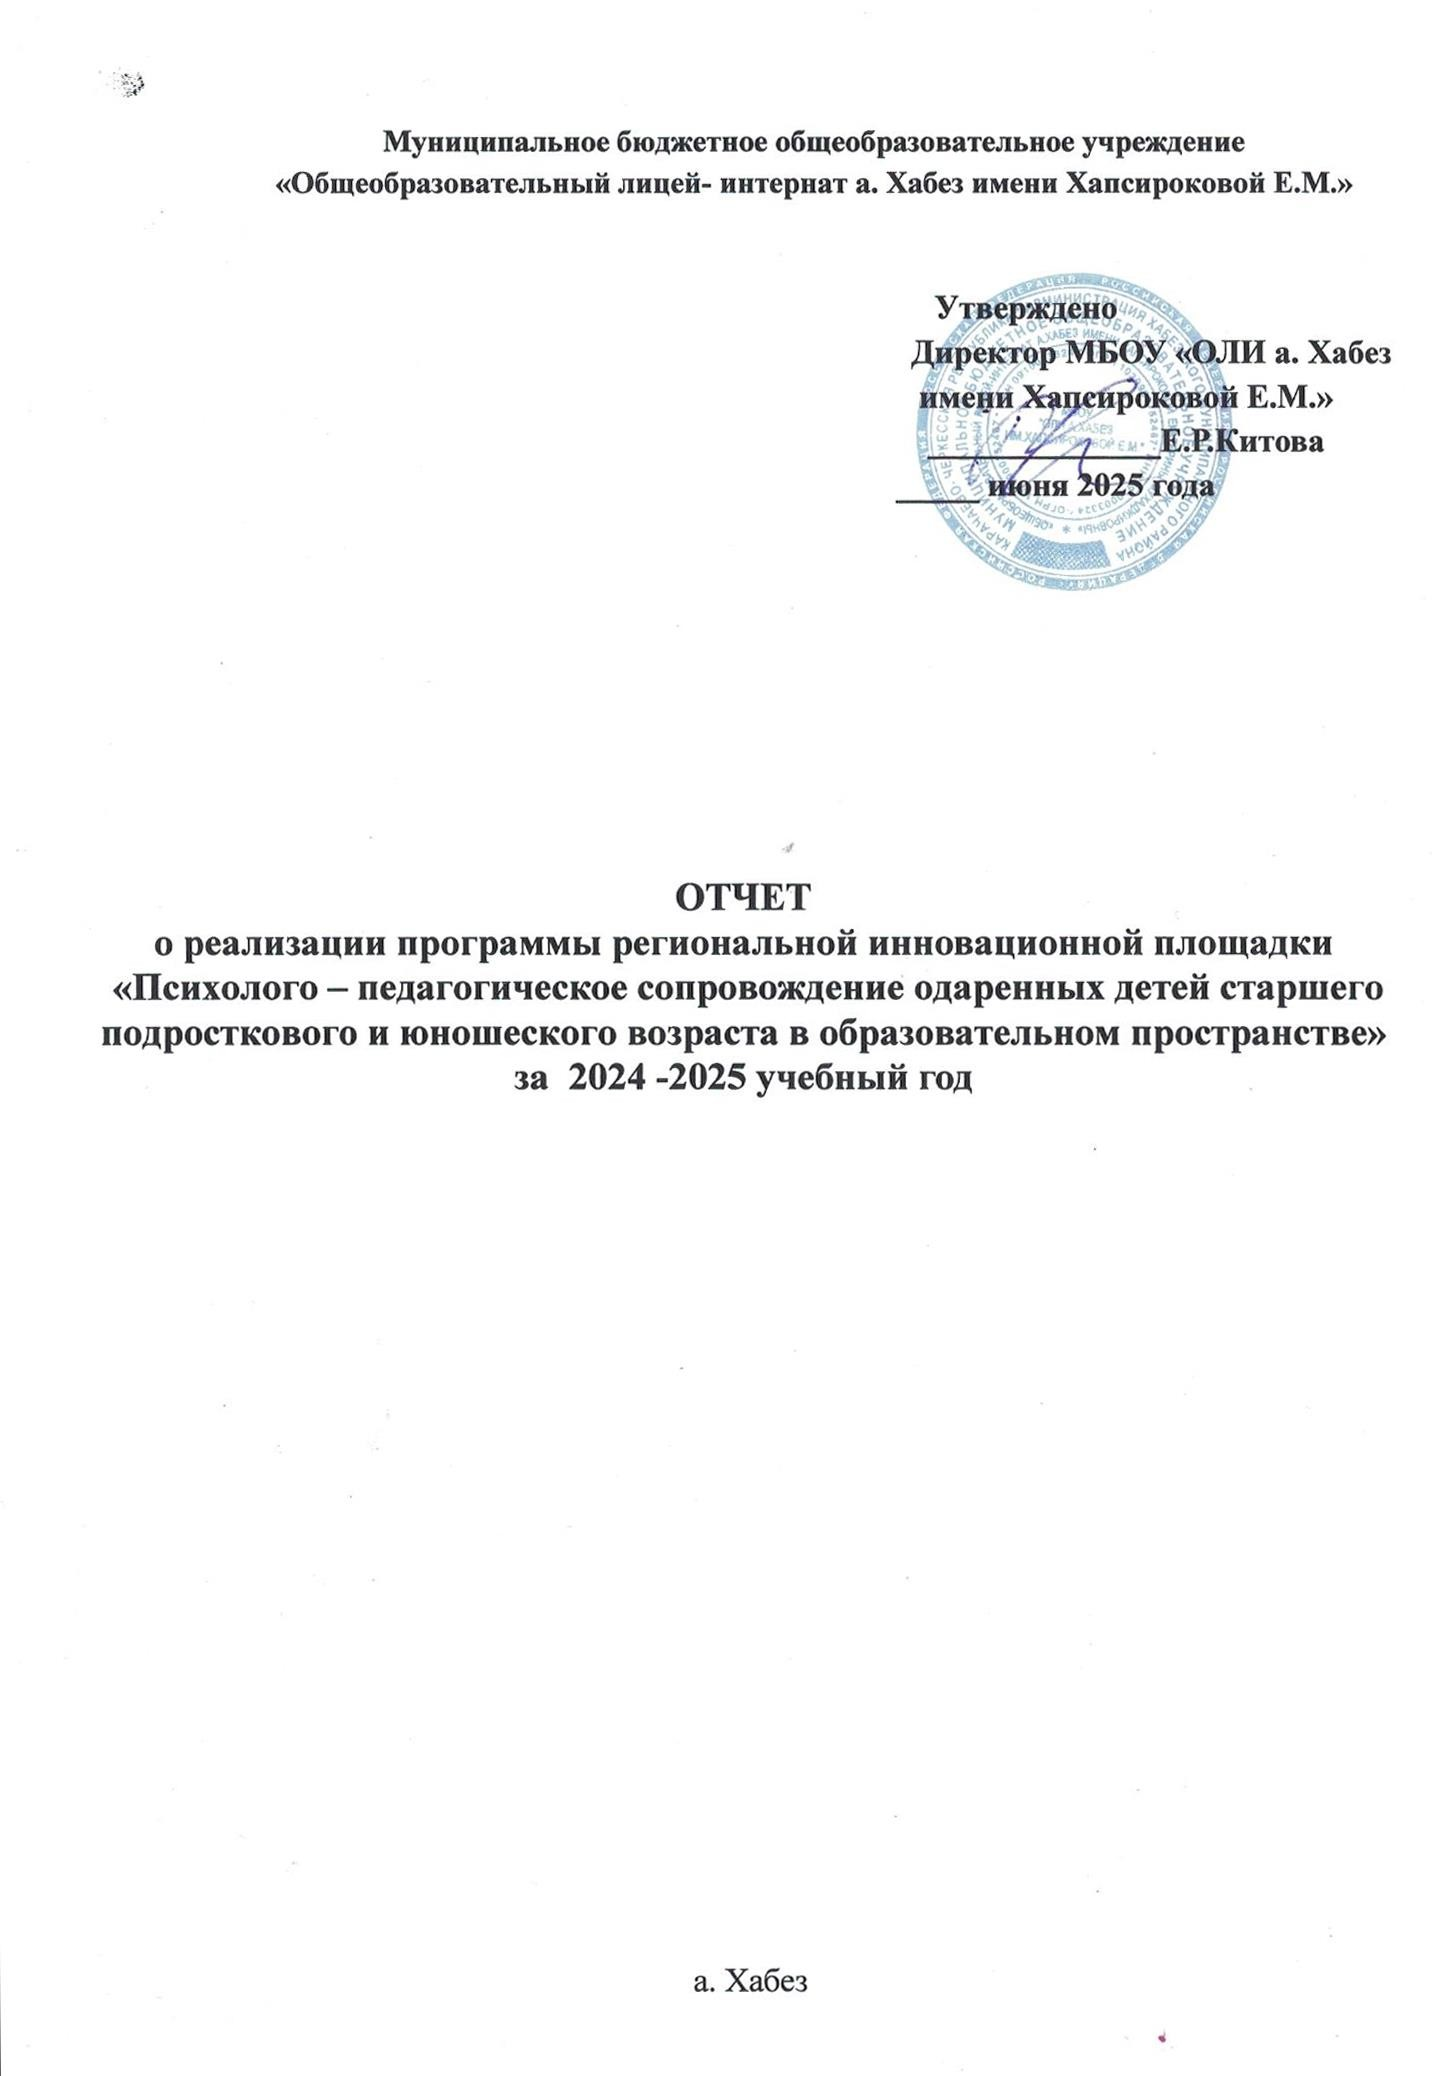 Муниципальное бюджетное общеобразовательное учреждение
«Общеобразовательный лицей- интернат а. Хабез имени Хапсироковой Е.М.»
Утверждено
Директор МБОУ «ОЛИ а. Хабез
имени Хапсироковой Е.М.»
______________Е.Р.Китова
_____ июня 2025 года
ОТЧЕТ
о реализации программы региональной инновационной площадки
«Психолого – педагогическое сопровождение одаренных детей старшего
подросткового и юношеского возраста в образовательном пространстве»
за 2024 -2025 учебный год
а. Хабез